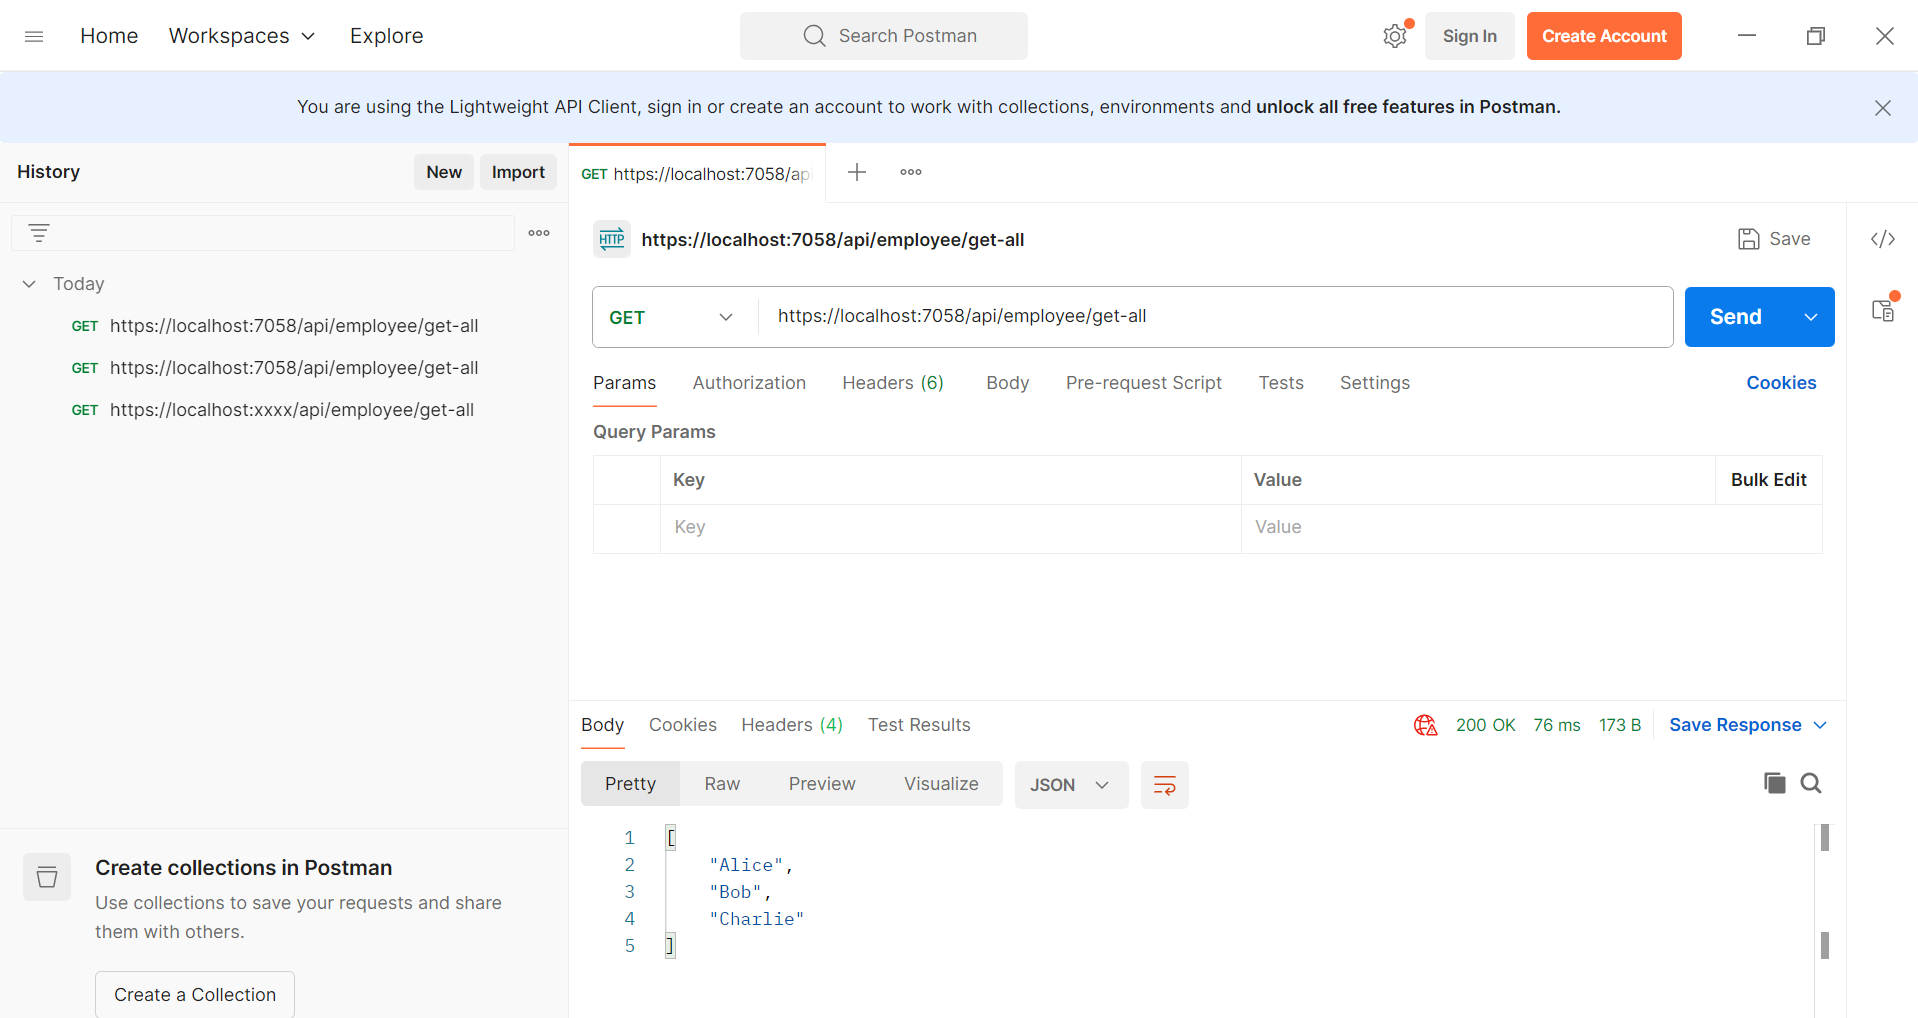 Home Workspaces Explore Search Postman Sign In Create Account
You are using the Lightweight API Client, sign in or create an account to work with collections, environments and unlock all free features in Postman.
History New Import
GET https://localhost:7058/ap
Today
GET https://localhost:7058/api/employee/get-all
GET https://localhost:7058/api/employee/get-all
GET https://localhost:xxxx/api/employee/get-all
Create collections in Postman
Use collections to save your requests and share
them with others.
Create a Collection
HTTP https://localhost:7058/api/employee/get-all Save </>
GET https://localhost:7058/api/employee/get-all Send
Params Authorization Headers (6) Body Pre-request Script Tests Settings Cookies
Query Params
Key Value Bulk Edit
Key Value
Body Cookies Headers (4) Test Results 200 OK 76 ms 173 B Save Response
Pretty Raw Preview Visualize JSON
1 [
2 "Alice",
3 "Bob",
4 "Charlie"
5 ]